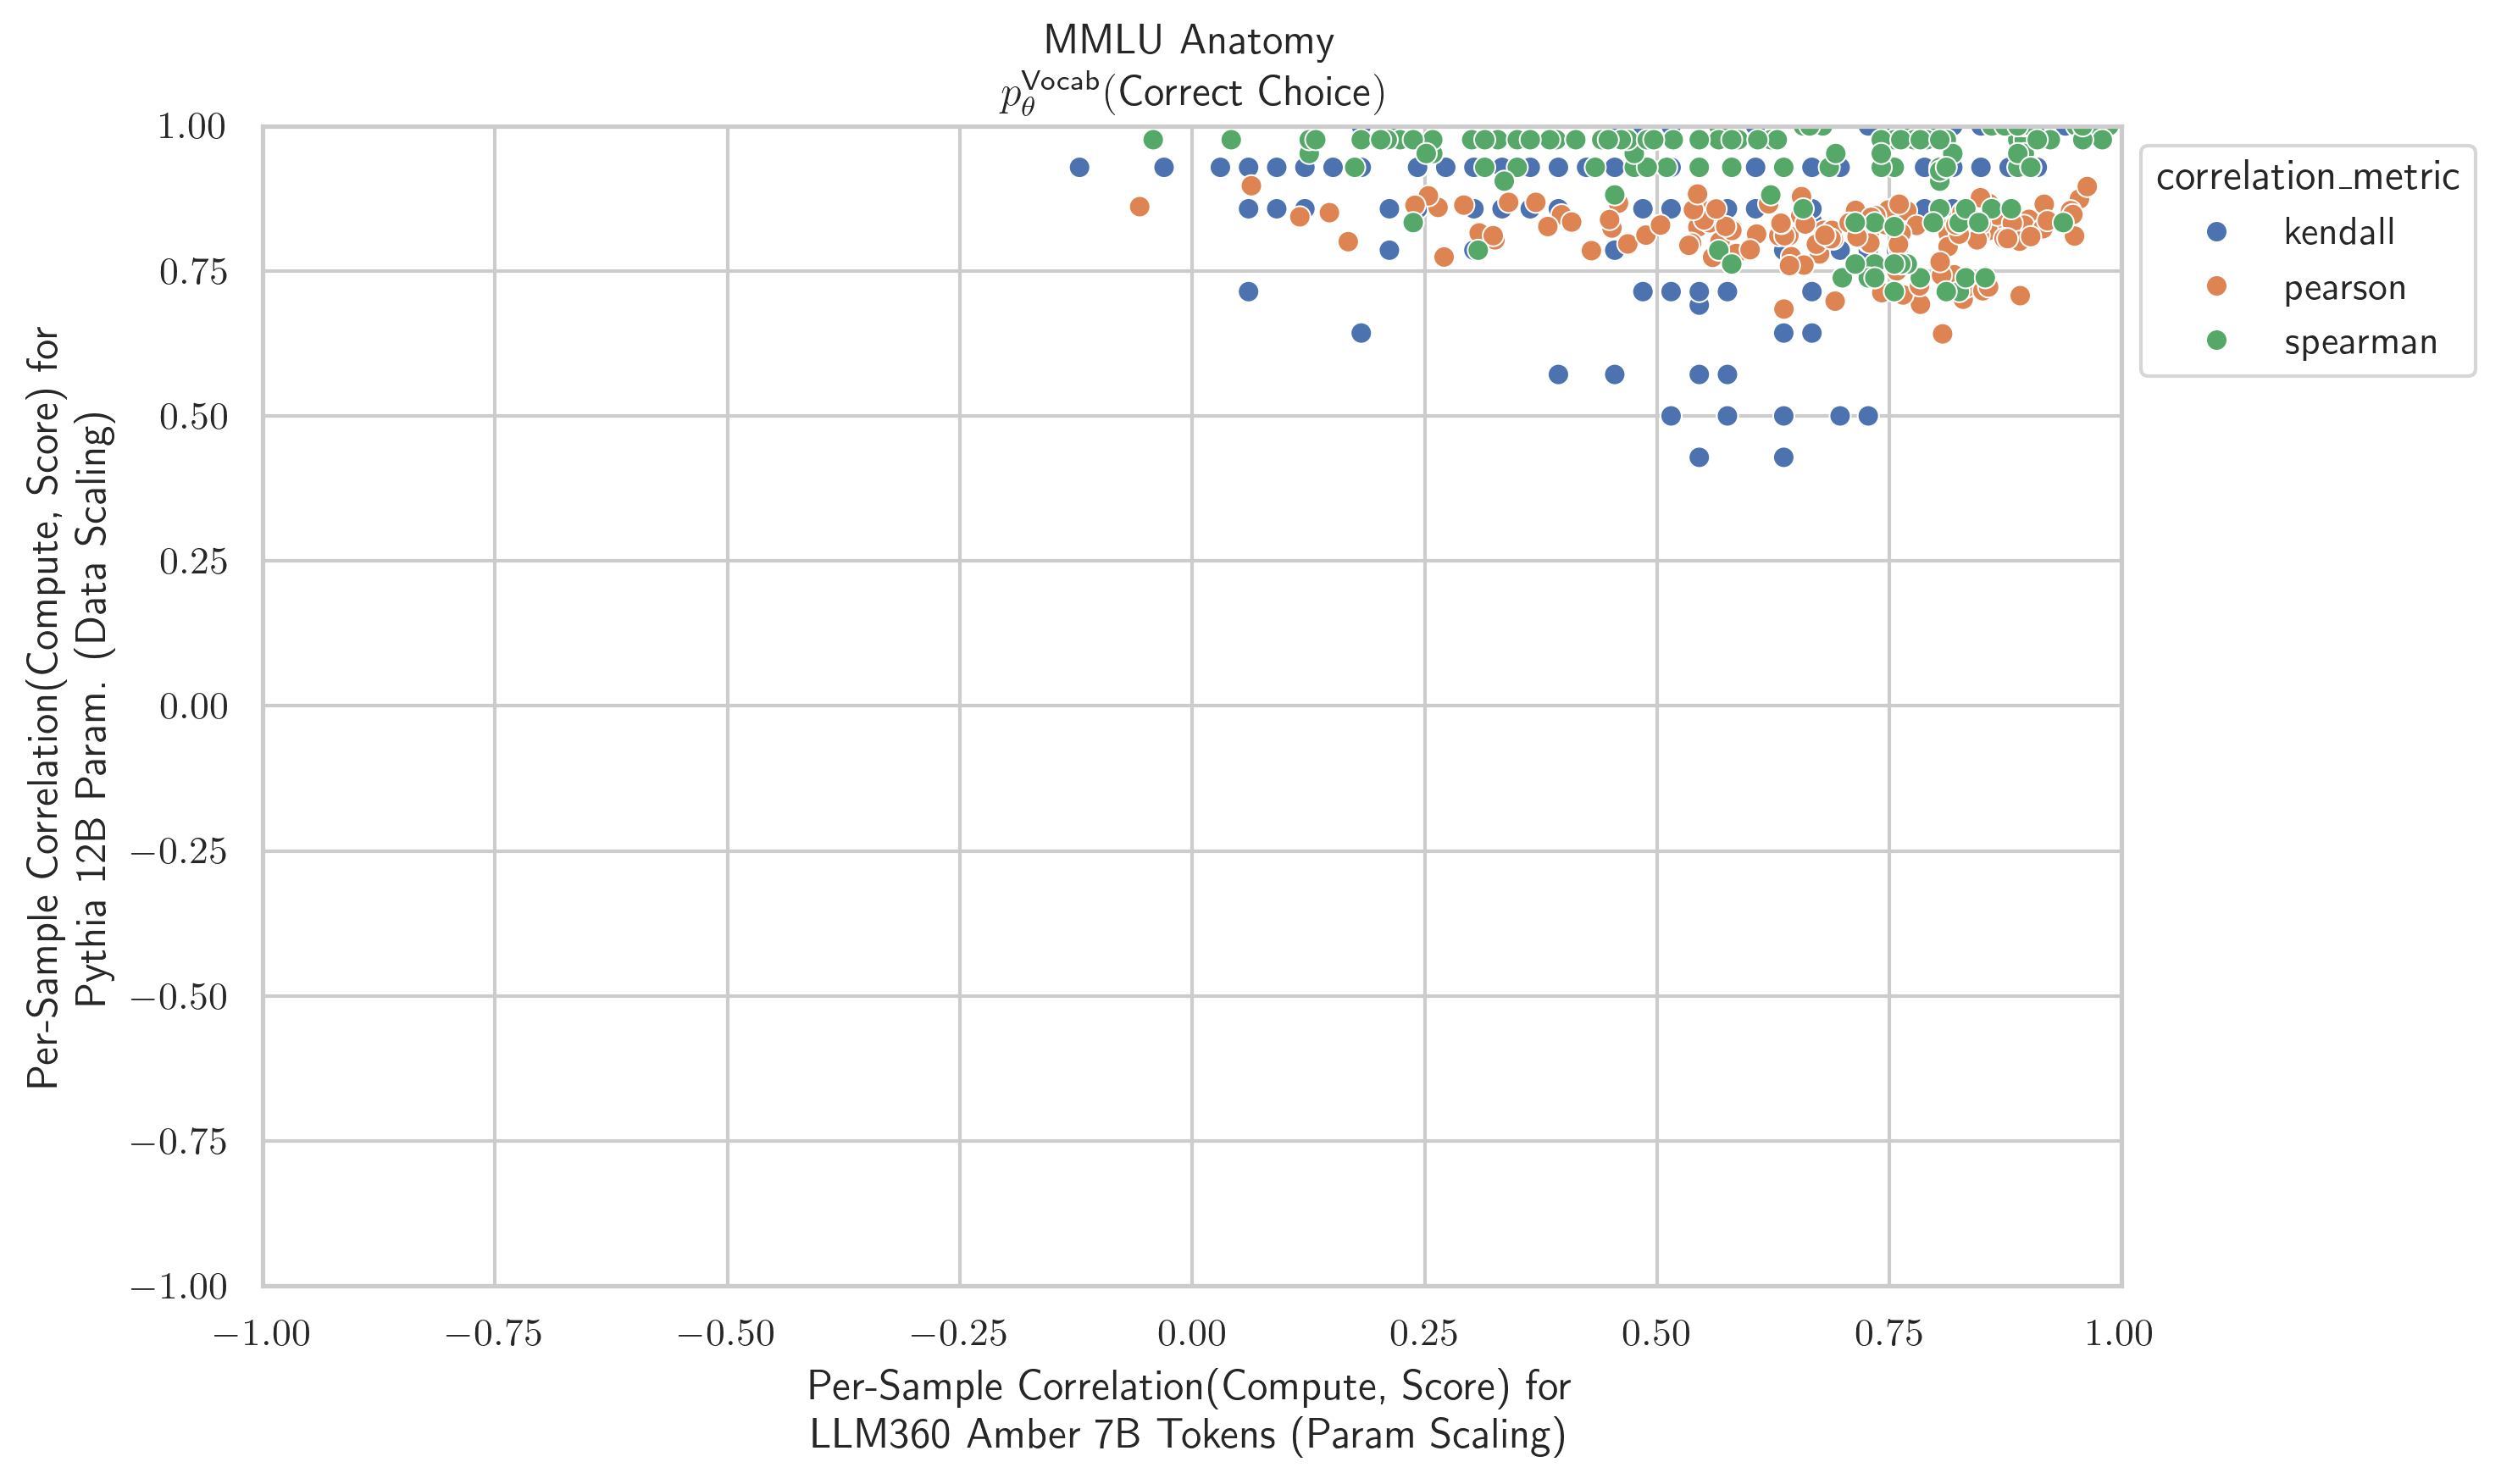 MMLU Anatomy
p_θ^Vocab(Correct Choice)
1.00
0.75
0.50
0.25
0.00
−0.25
−0.50
−0.75
−1.00
Per-Sample Correlation(Compute, Score) for
Pythia 12B Param. (Data Scaling)
correlation_metric
kendall
pearson
spearman
−1.00 −0.75 −0.50 −0.25 0.00 0.25 0.50 0.75 1.00
Per-Sample Correlation(Compute, Score) for
LLM360 Amber 7B Tokens (Param Scaling)